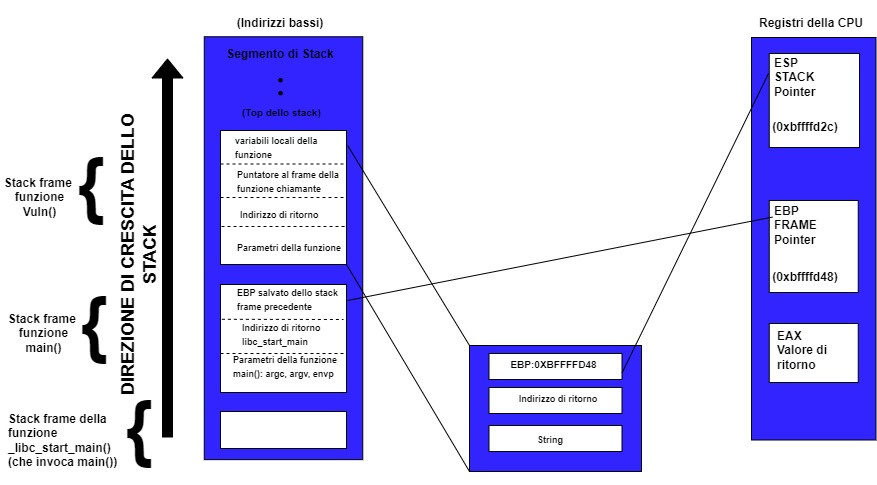 (Indirizzi bassi)
Segmento di Stack
(Top dello stack)
variabili locali della
funzione
Puntatore al frame della
funzione chiamante
Indirizzo di ritorno
Parametri della funzione
EBP salvato dello stack
frame precedente
Indirizzo di ritorno
libc_start_main
Parametri della funzione
main(): argc, argv, envp
DIREZIONE DI CRESCITA DELLO
STACK
Stack frame
funzione
Vuln()
{
Stack frame
funzione
main()
{
Stack frame della
funzione
_libc_start_main()
(che invoca main())
{
EBP:0XBFFFFD48
Indirizzo di ritorno
String
Registri della CPU
ESP
STACK
Pointer
(0xbffffd2c)
EBP
FRAME
Pointer
(0xbffffd48)
EAX
Valore di
ritorno